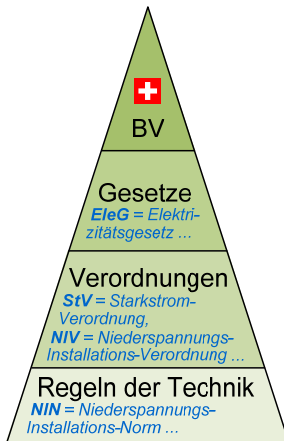 BV
Gesetze
EleG = Elektri-
zitätsgesetz ...
Verordnungen
StV = Starkstrom-
Verordnung,
NIV = Niederspannungs-
Installations-Verordnung ...
Regeln der Technik
NIN = Niederspannungs-
Installations-Norm ...